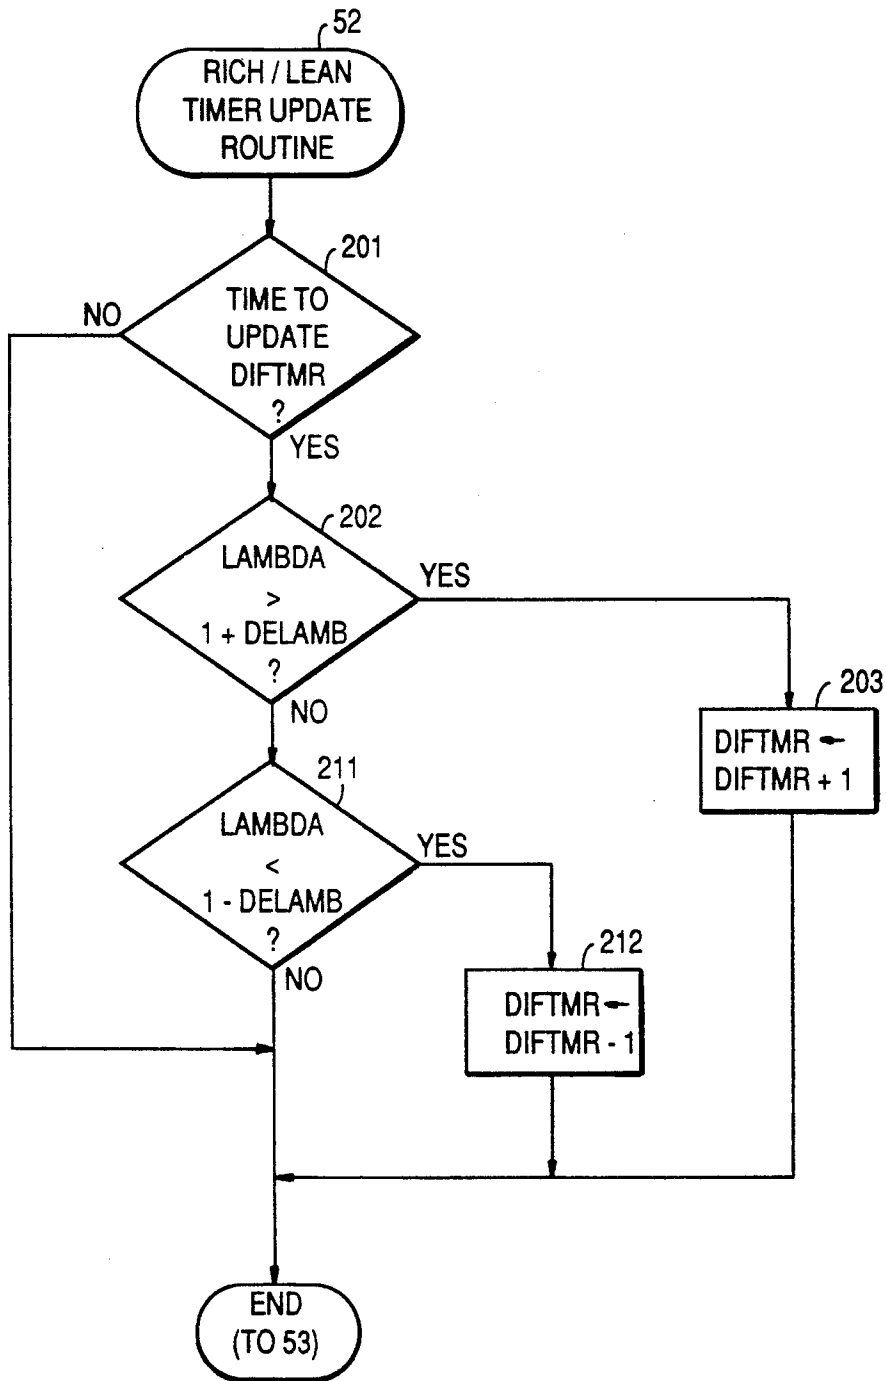 52
RICH / LEAN
TIMER UPDATE
ROUTINE
201
NO
TIME TO
UPDATE
DIFTMR
?
YES
202
LAMBDA
>
1 + DELAMB
?
YES
NO
203
DIFTMR ←
DIFTMR + 1
211
LAMBDA
<
1 - DELAMB
?
YES
NO
212
DIFTMR ←
DIFTMR - 1
END
(TO 53)